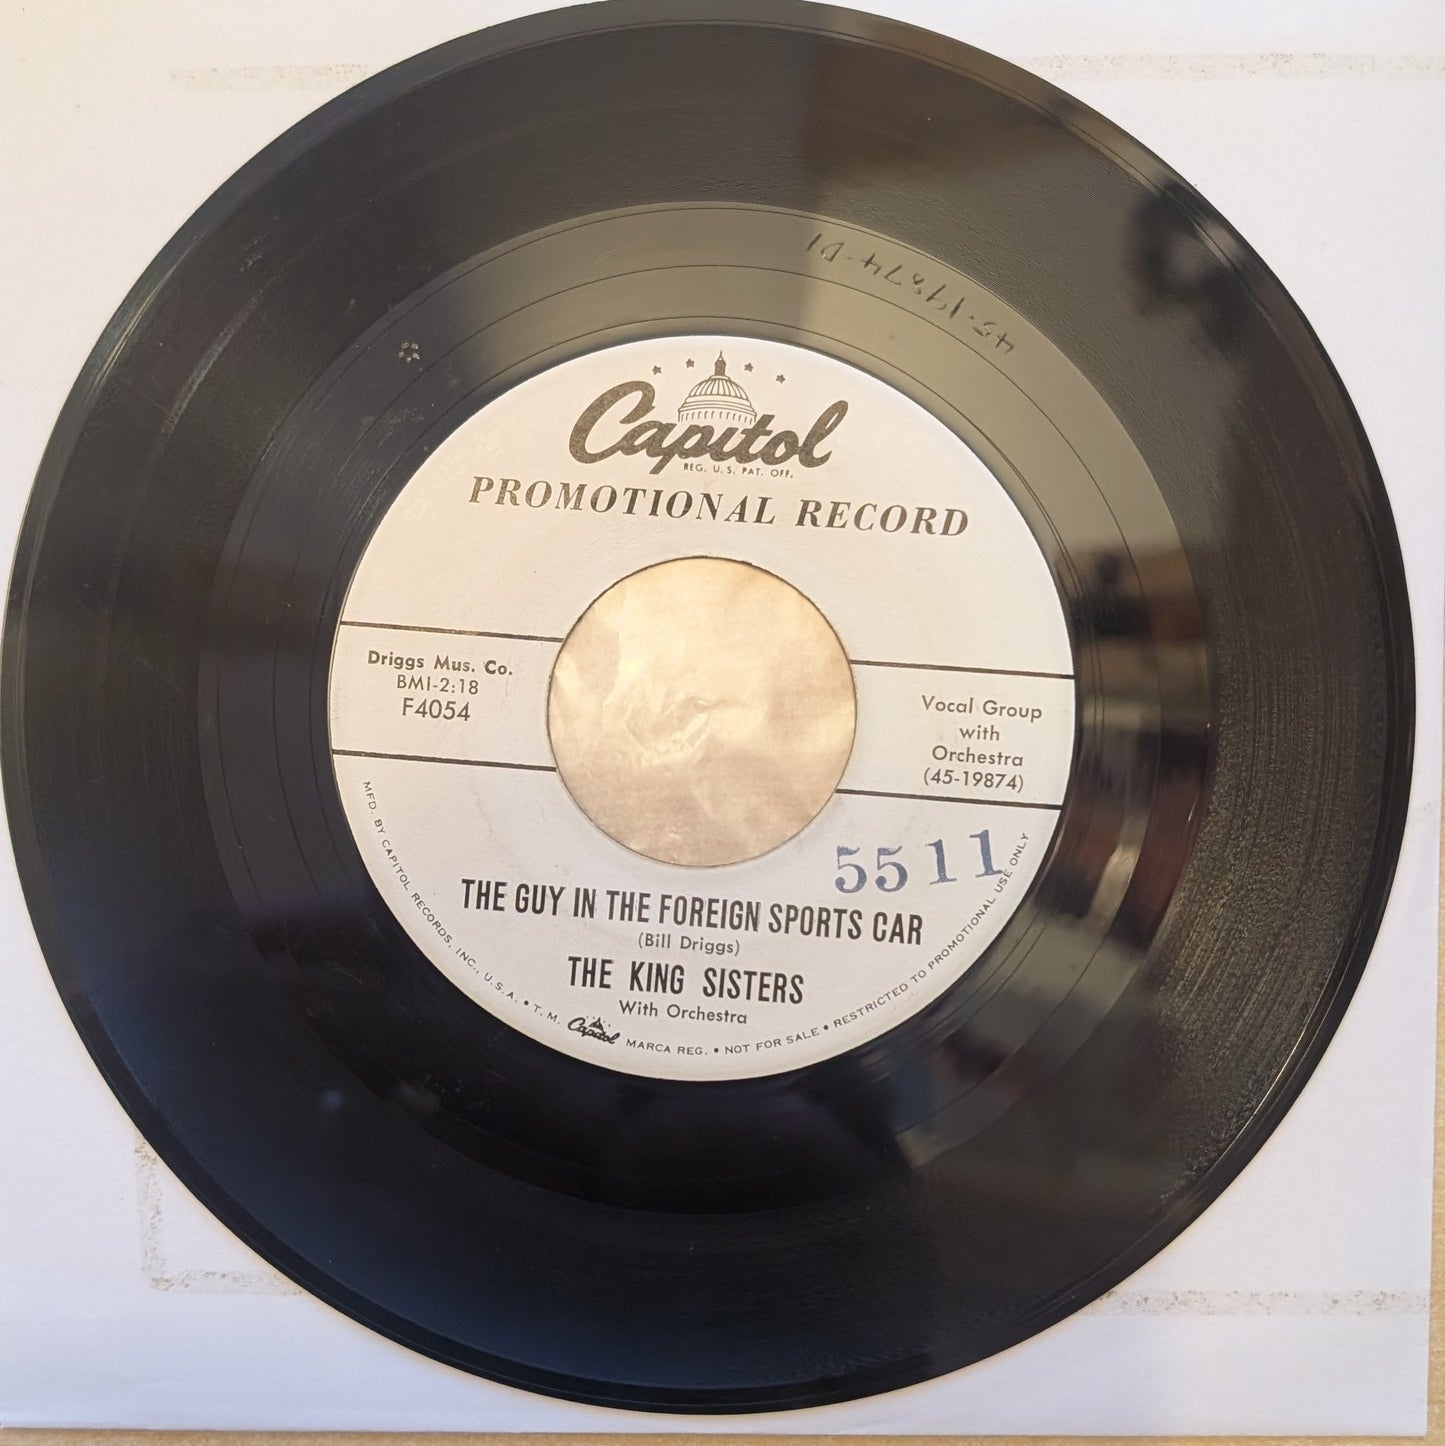 45-19874-D1
Capitol
REG. U.S. PAT. OFF.
PROMOTIONAL RECORD
Driggs Mus. Co.
BMI-2:18
F4054
Vocal Group
with
Orchestra
(45-19874)
5511
THE GUY IN THE FOREIGN SPORTS CAR
(Bill Driggs)
THE KING SISTERS
With Orchestra
MFD. BY CAPITOL RECORDS, INC., U.S.A. • T.M. Capitol MARCA REG. • NOT FOR SALE • RESTRICTED TO PROMOTIONAL USE ONLY